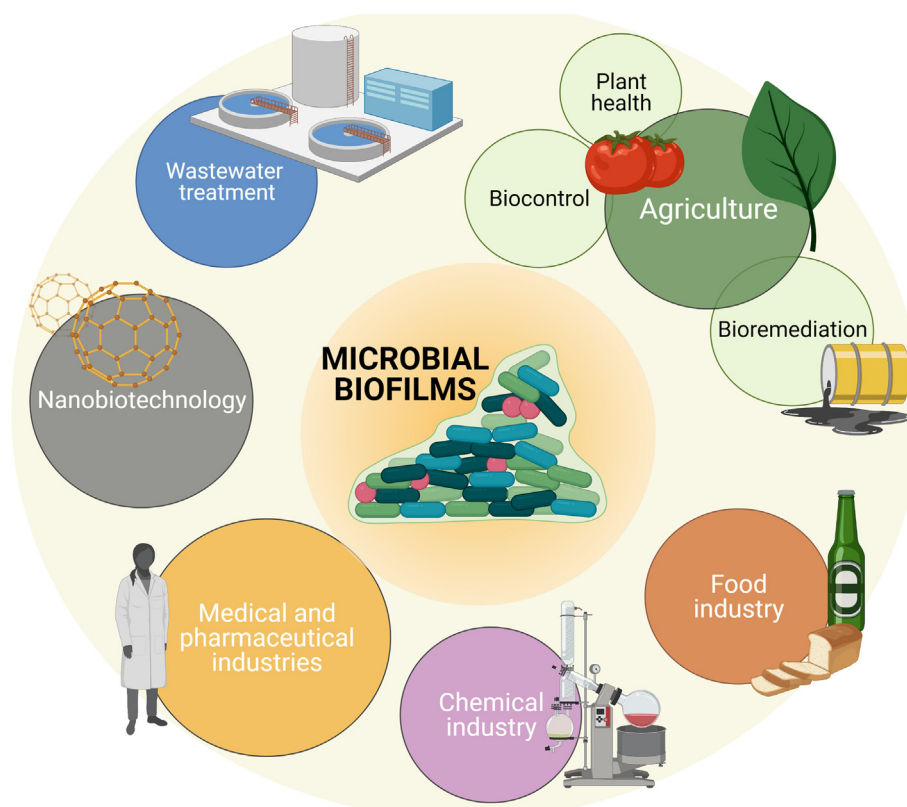 Plant
health
Wastewater
treatment
Biocontrol
Agriculture
Bioremediation
MICROBIAL
BIOFILMS
Nanobiotechnology
Food
industry
Medical and
pharmaceutical
industries
Chemical
industry